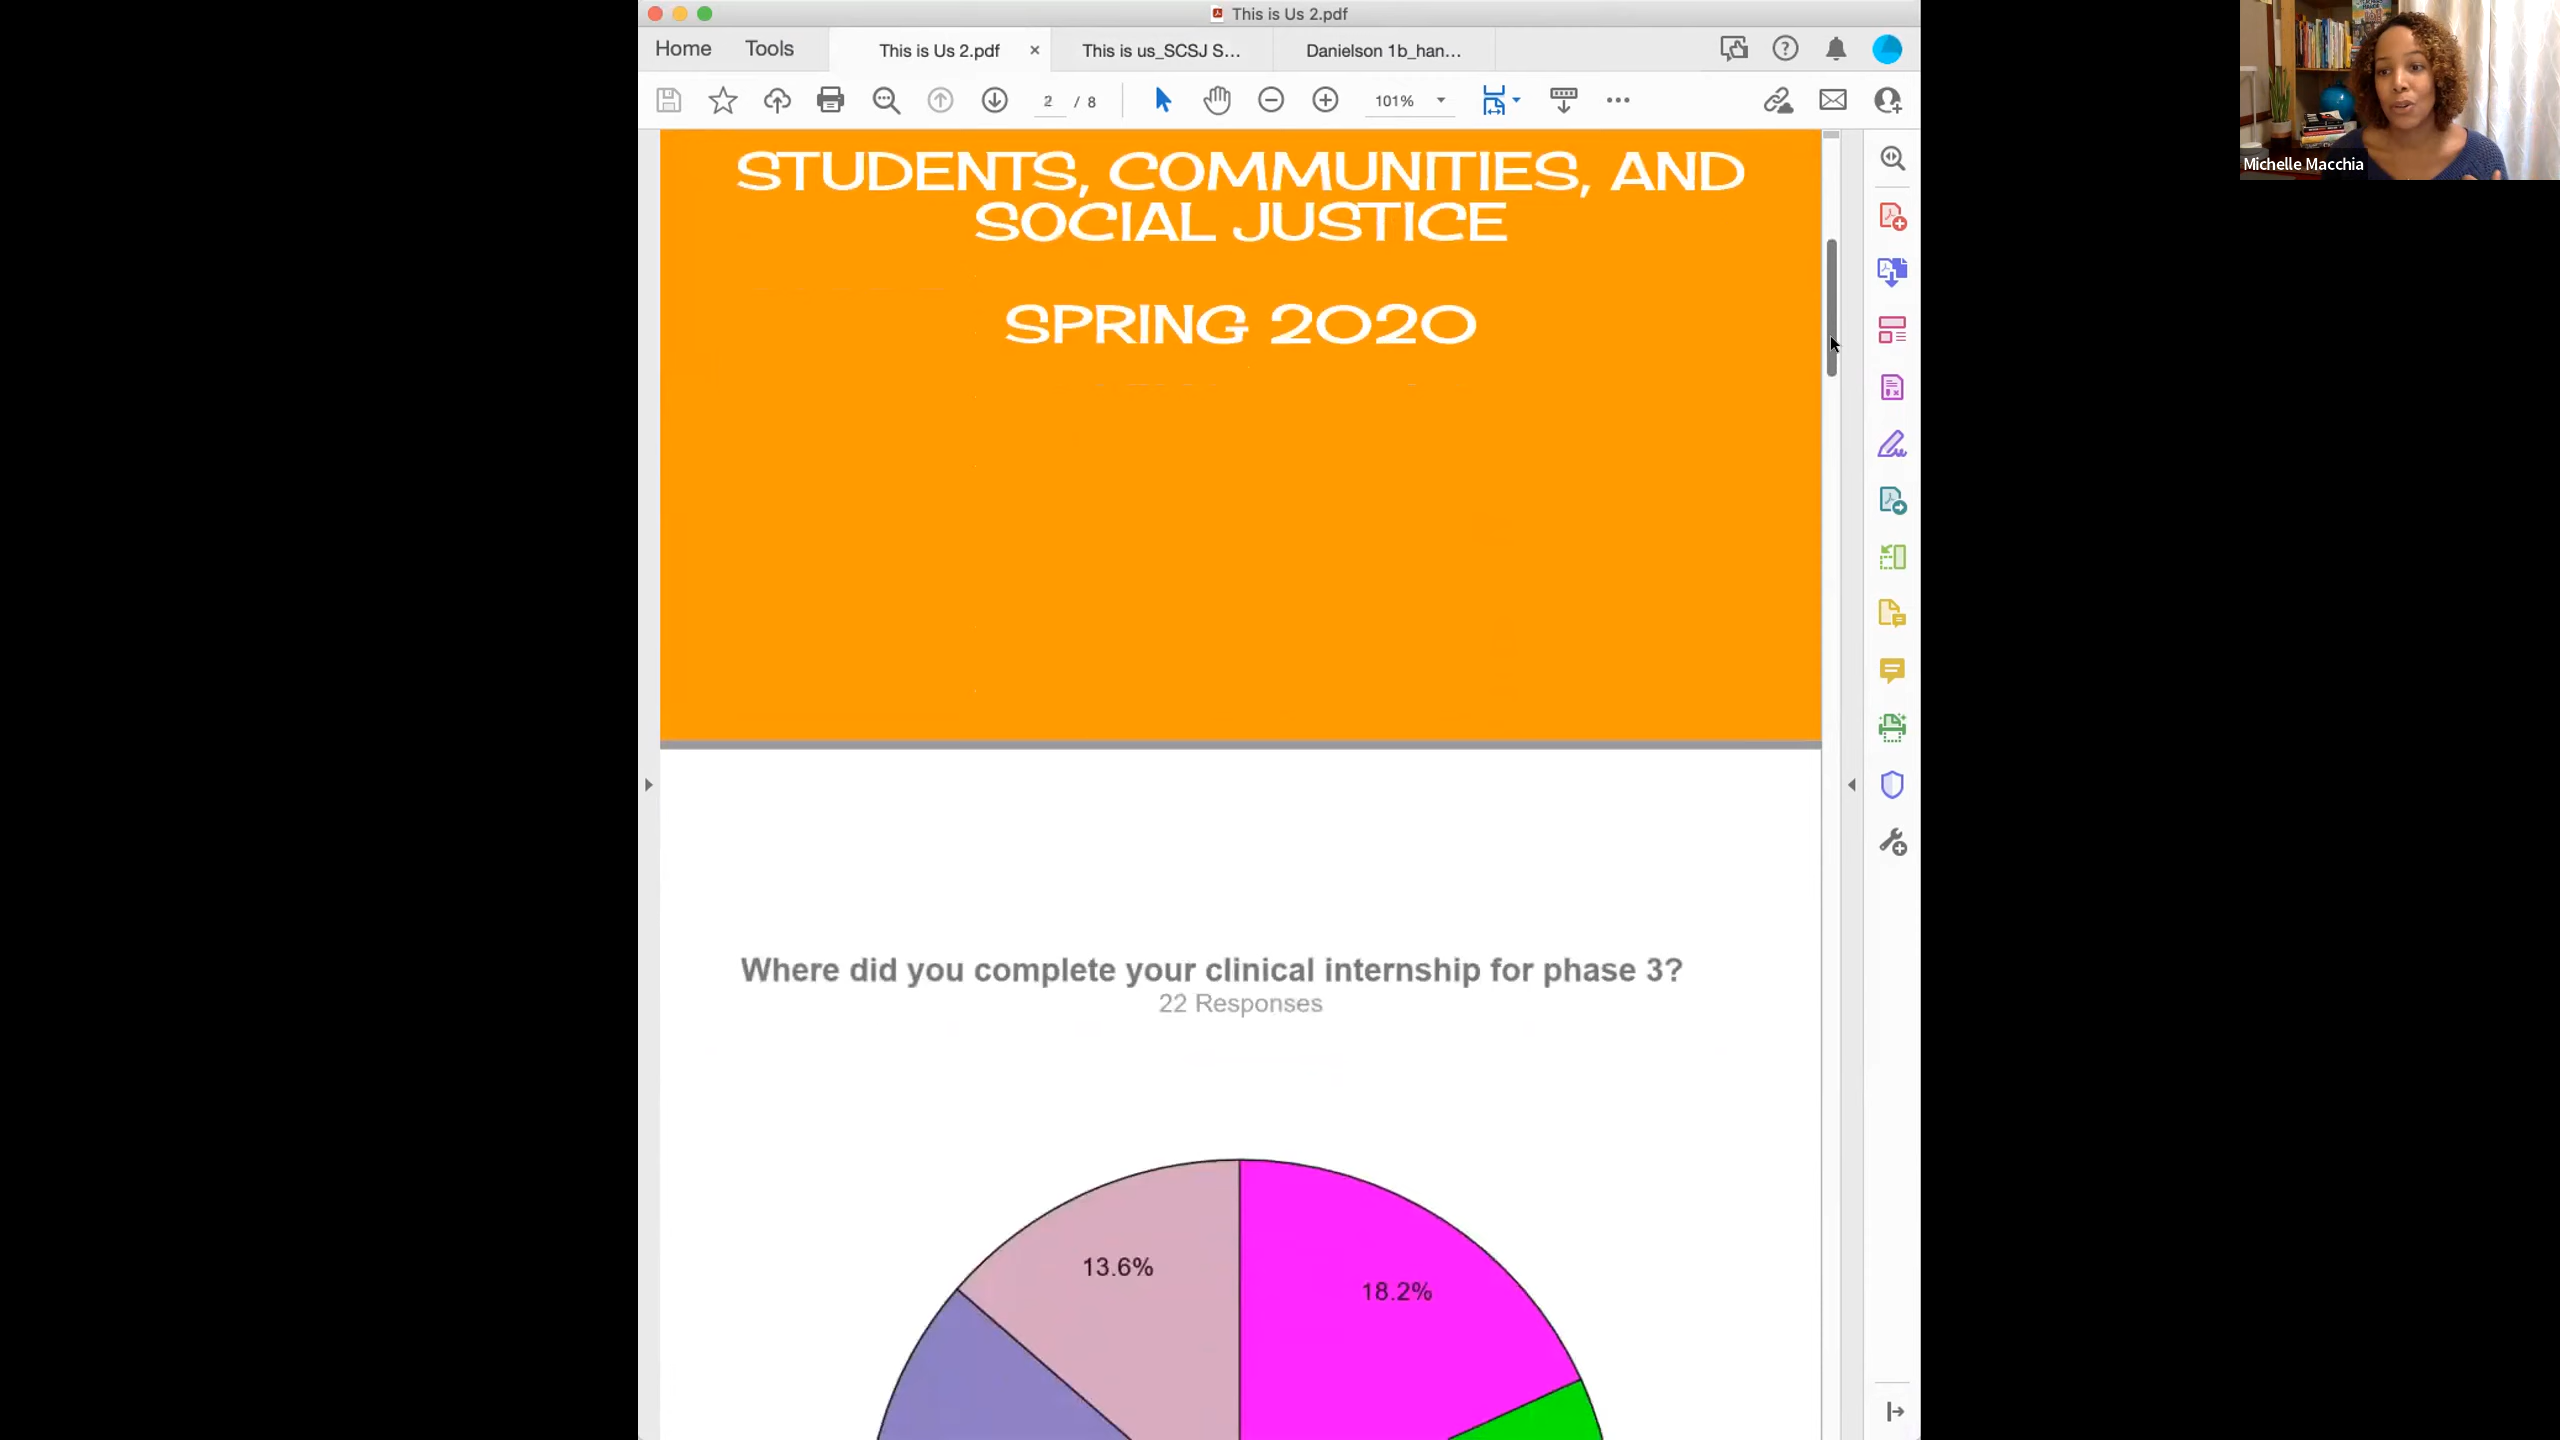 This is Us 2.pdf
Home
Tools
This is Us 2.pdf
This is us_SCSJ S...
Danielson 1b_han...
2 / 8
101%
STUDENTS, COMMUNITIES, AND
SOCIAL JUSTICE
SPRING 2020
Where did you complete your clinical internship for phase 3?
22 Responses
13.6%
18.2%
Michelle Macchia